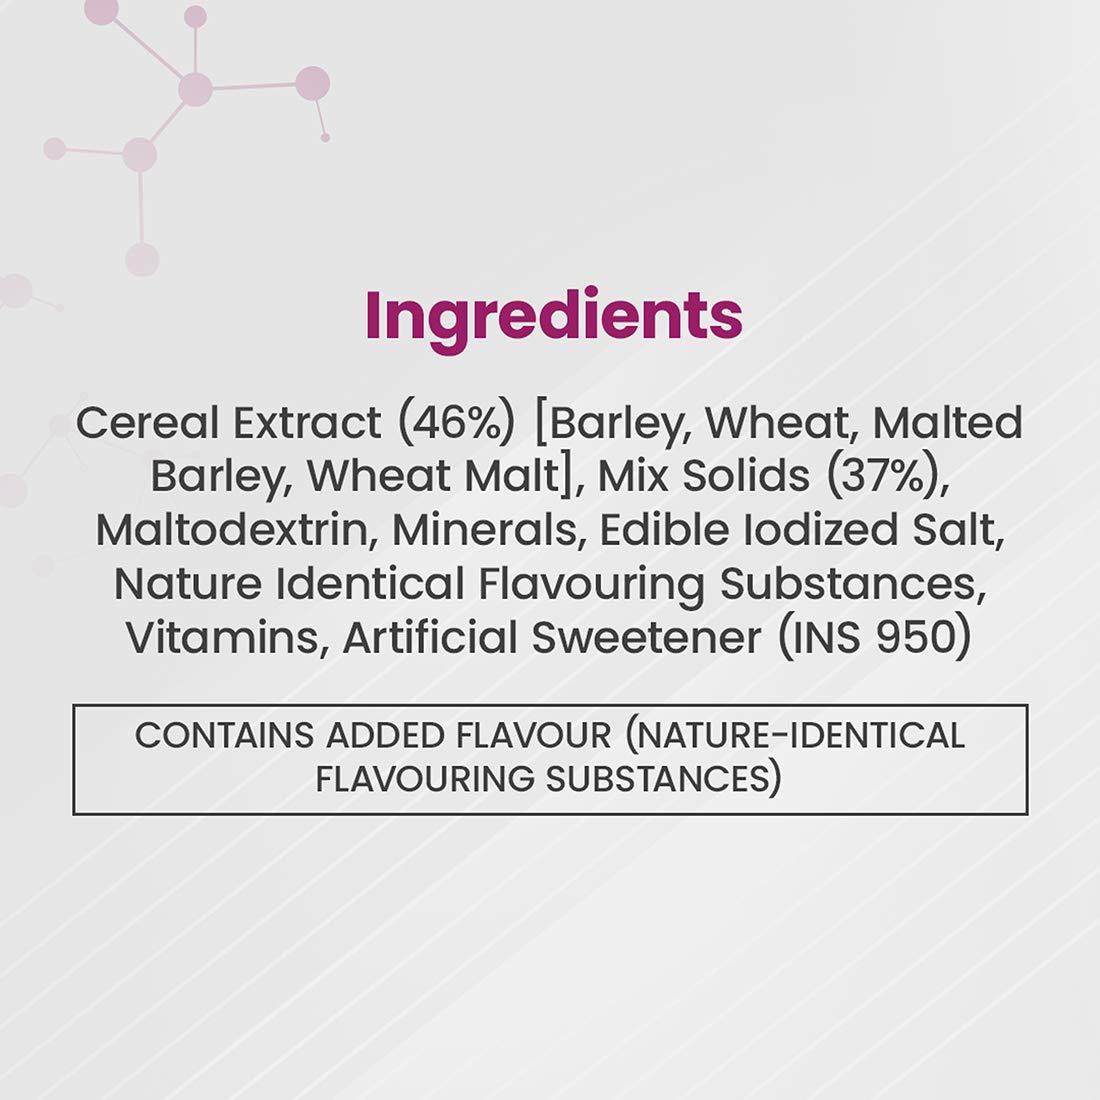 Ingredients
Cereal Extract (46%) [Barley, Wheat, Malted
Barley, Wheat Malt], Mix Solids (37%),
Maltodextrin, Minerals, Edible Iodized Salt,
Nature Identical Flavouring Substances,
Vitamins, Artificial Sweetener (INS 950)
CONTAINS ADDED FLAVOUR (NATURE-IDENTICAL
FLAVOURING SUBSTANCES)